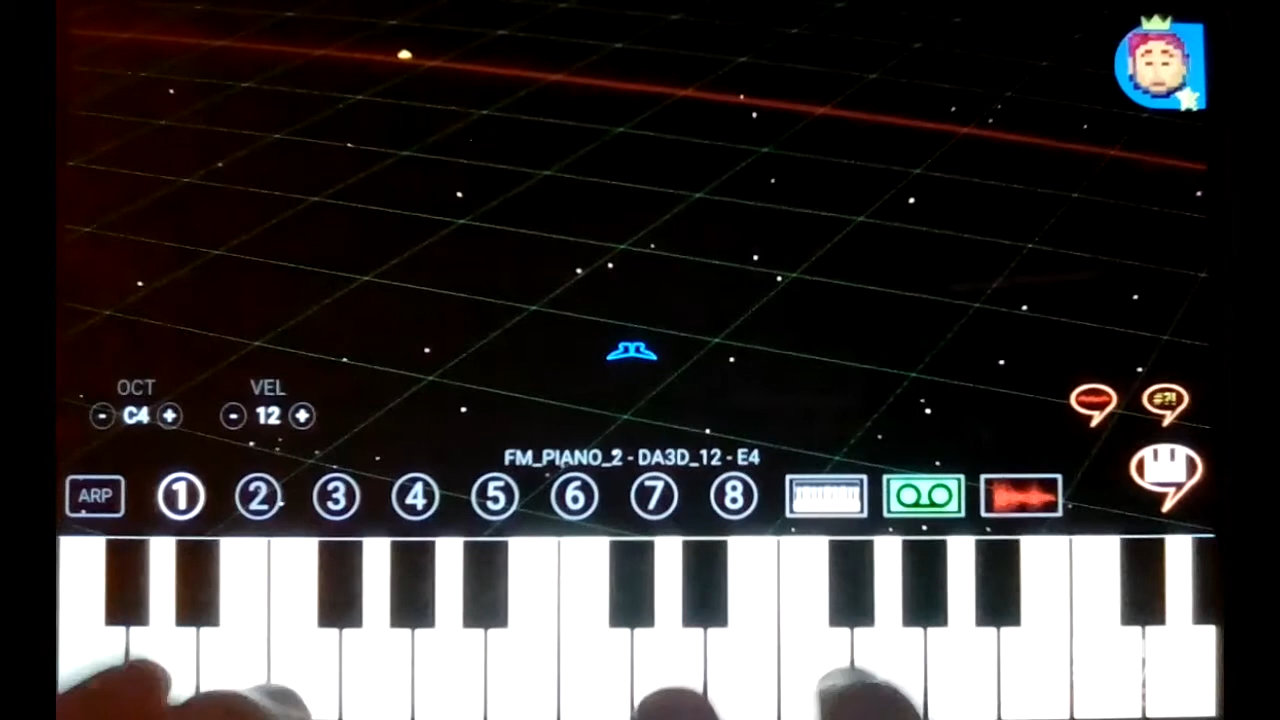 OCT VEL
- C4 + - 12 +
#?!
FM_PIANO_2 - DA3D_12 - E4
ARP 1 2 3 4 5 6 7 8